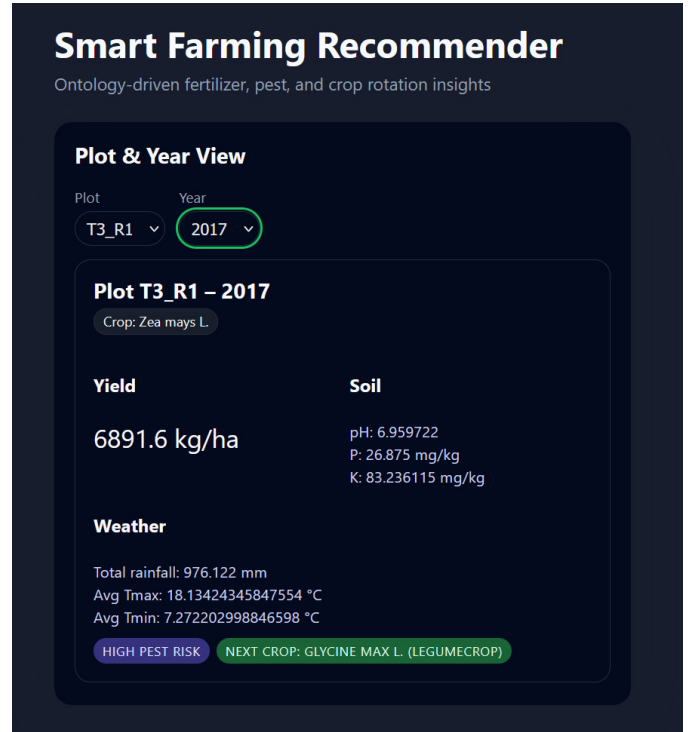 Smart Farming Recommender
Ontology-driven fertilizer, pest, and crop rotation insights
Plot & Year View
Plot Year
T3_R1 2017
Plot T3_R1 – 2017
Crop: Zea mays L.
Yield
6891.6 kg/ha
Soil
pH: 6.959722
P: 26.875 mg/kg
K: 83.236115 mg/kg
Weather
Total rainfall: 976.122 mm
Avg Tmax: 18.13424345847554 °C
Avg Tmin: 7.272202998846598 °C
HIGH PEST RISK NEXT CROP: GLYCINE MAX L. (LEGUMECROP)